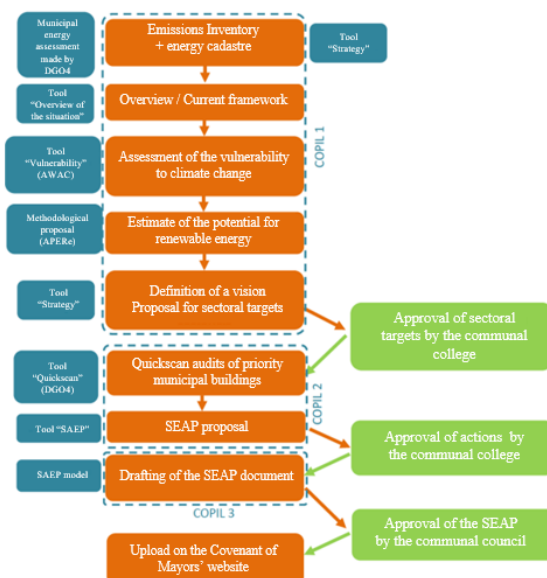 Municipal
energy
assessment
made by
DGO4
Emissions Inventory
+ energy cadastre
Tool
“Strategy”
Tool
“Overview of
the situation”
Overview / Current framework
COPIL 1
Tool
“Vulnerability”
(AWAC)
Assessment of the vulnerability
to climate change
Methodological
proposal
(APERe)
Estimate of the potential for
renewable energy
Tool
“Strategy”
Definition of a vision
Proposal for sectoral targets
Approval of sectoral
targets by the communal
college
Tool
“Quickscan”
(DGO4)
Quickscan audits of priority
municipal buildings
COPIL 2
Tool “SAEP”
SEAP proposal
Approval of actions by
the communal college
SAEP model
Drafting of the SEAP document
COPIL 3
Approval of the SEAP
by the communal council
Upload on the Covenant of
Mayors’ website